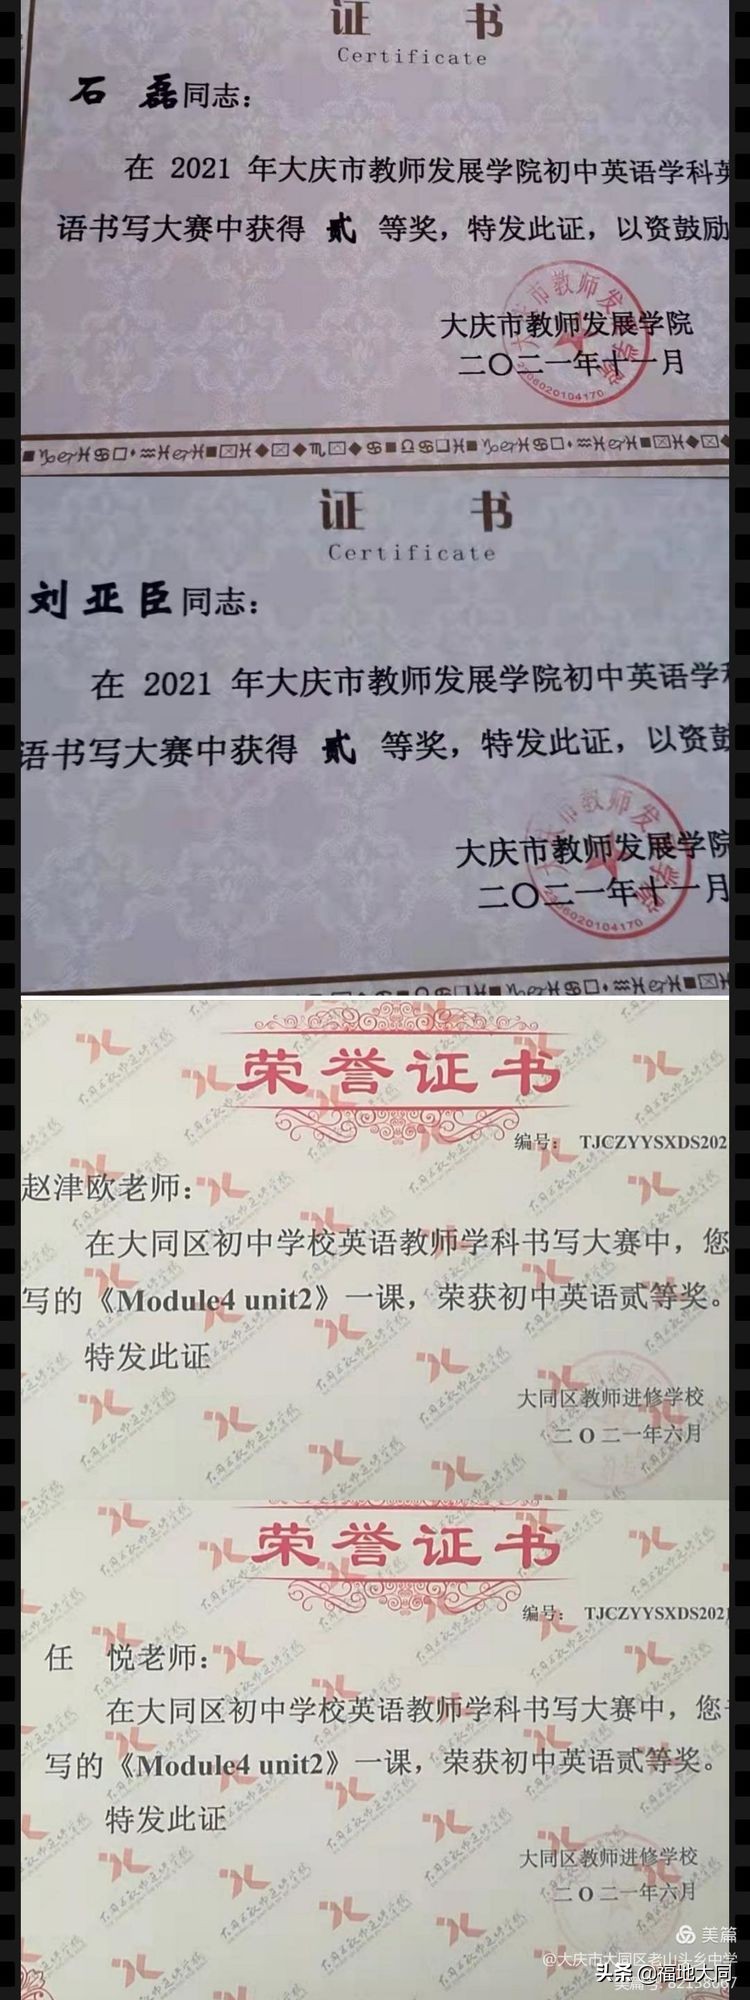 证 书
Certificate
石 磊同志：
在 2021 年大庆市教师发展学院初中英语学科英
语书写大赛中获得 贰 等奖，特发此证，以资鼓励
大庆市教师发展学院
二〇二一年十一月
2306020104170
证 书
Certificate
刘亚臣同志：
在 2021 年大庆市教师发展学院初中英语学科
语书写大赛中获得 贰 等奖，特发此证，以资鼓
大庆市教师发展学院
二〇二一年十一月
2306020104170
荣誉证书
编号： TJCZYYSXDS202
赵津欧老师：
在大同区初中学校英语教师学科书写大赛中，您
写的《Module4 unit2》一课，荣获初中英语贰等奖。
特发此证
大同区教师进修学校
二 O 二一年六月
荣誉证书
编号： TJCZYYSXDS202
任 悦老师：
在大同区初中学校英语教师学科书写大赛中，您
写的《Module4 unit2》一课，荣获初中英语贰等奖。
特发此证
大同区教师进修学校
二 O 二一年六月
美篇
@大庆市大同区老山头乡中学
头条 @福地大同